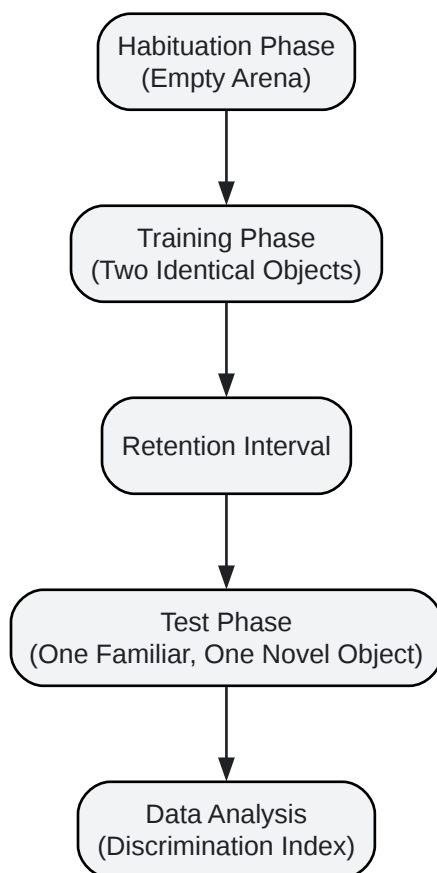 Habituation Phase
(Empty Arena)
Training Phase
(Two Identical Objects)
Retention Interval
Test Phase
(One Familiar, One Novel Object)
Data Analysis
(Discrimination Index)